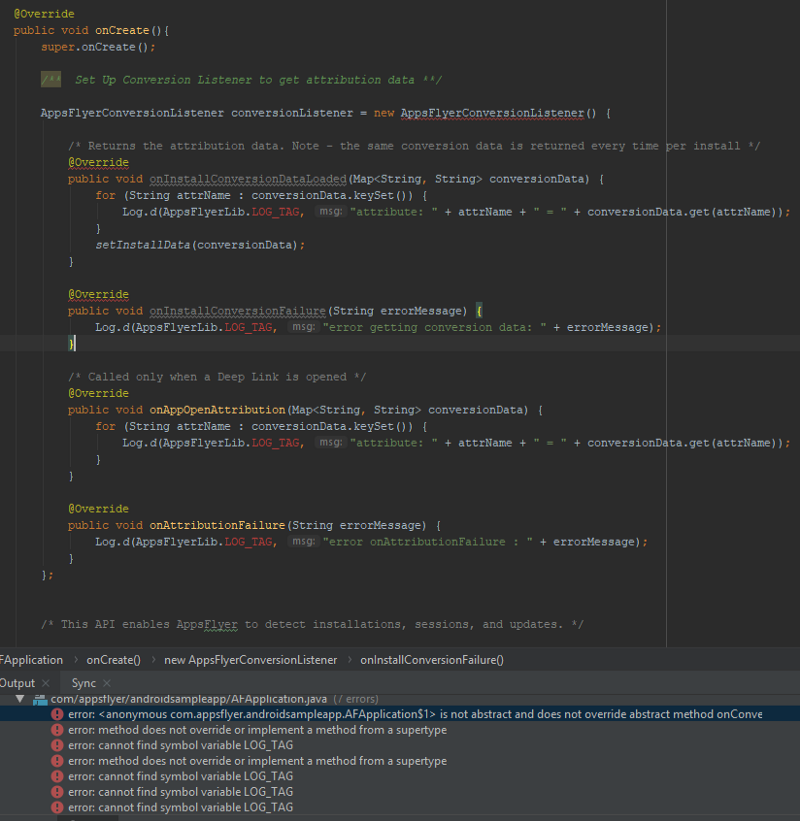 @Override
public void onCreate(){
super.onCreate();
/** Set Up Conversion Listener to get attribution data **/
AppsFlyerConversionListener conversionListener = new AppsFlyerConversionListener() {
/* Returns the attribution data. Note - the same conversion data is returned every time per install */
@Override
public void onInstallConversionDataLoaded(Map<String, String> conversionData) {
for (String attrName : conversionData.keySet()) {
Log.d(AppsFlyerLib.LOG_TAG, msg: "attribute: " + attrName + " = " + conversionData.get(attrName));
}
setInstallData(conversionData);
}
@Override
public void onInstallConversionFailure(String errorMessage) {
Log.d(AppsFlyerLib.LOG_TAG, msg: "error getting conversion data: " + errorMessage);
}
/* Called only when a Deep Link is opened */
@Override
public void onAppOpenAttribution(Map<String, String> conversionData) {
for (String attrName : conversionData.keySet()) {
Log.d(AppsFlyerLib.LOG_TAG, msg: "attribute: " + attrName + " = " + conversionData.get(attrName));
}
}
@Override
public void onAttributionFailure(String errorMessage) {
Log.d(AppsFlyerLib.LOG_TAG, msg: "error onAttributionFailure : " + errorMessage);
}
};
/* This API enables AppsFlyer to detect installations, sessions, and updates. */
FApplication › onCreate() › new AppsFlyerConversionListener › onInstallConversionFailure()
Output × Sync ×
com/appsflyer/androidsampleapp/AFApplication.java (7 errors)
error: <anonymous com.appsflyer.androidsampleapp.AFApplication$1> is not abstract and does not override abstract method onConve
error: method does not override or implement a method from a supertype
error: cannot find symbol variable LOG_TAG
error: method does not override or implement a method from a supertype
error: cannot find symbol variable LOG_TAG
error: cannot find symbol variable LOG_TAG
error: cannot find symbol variable LOG_TAG